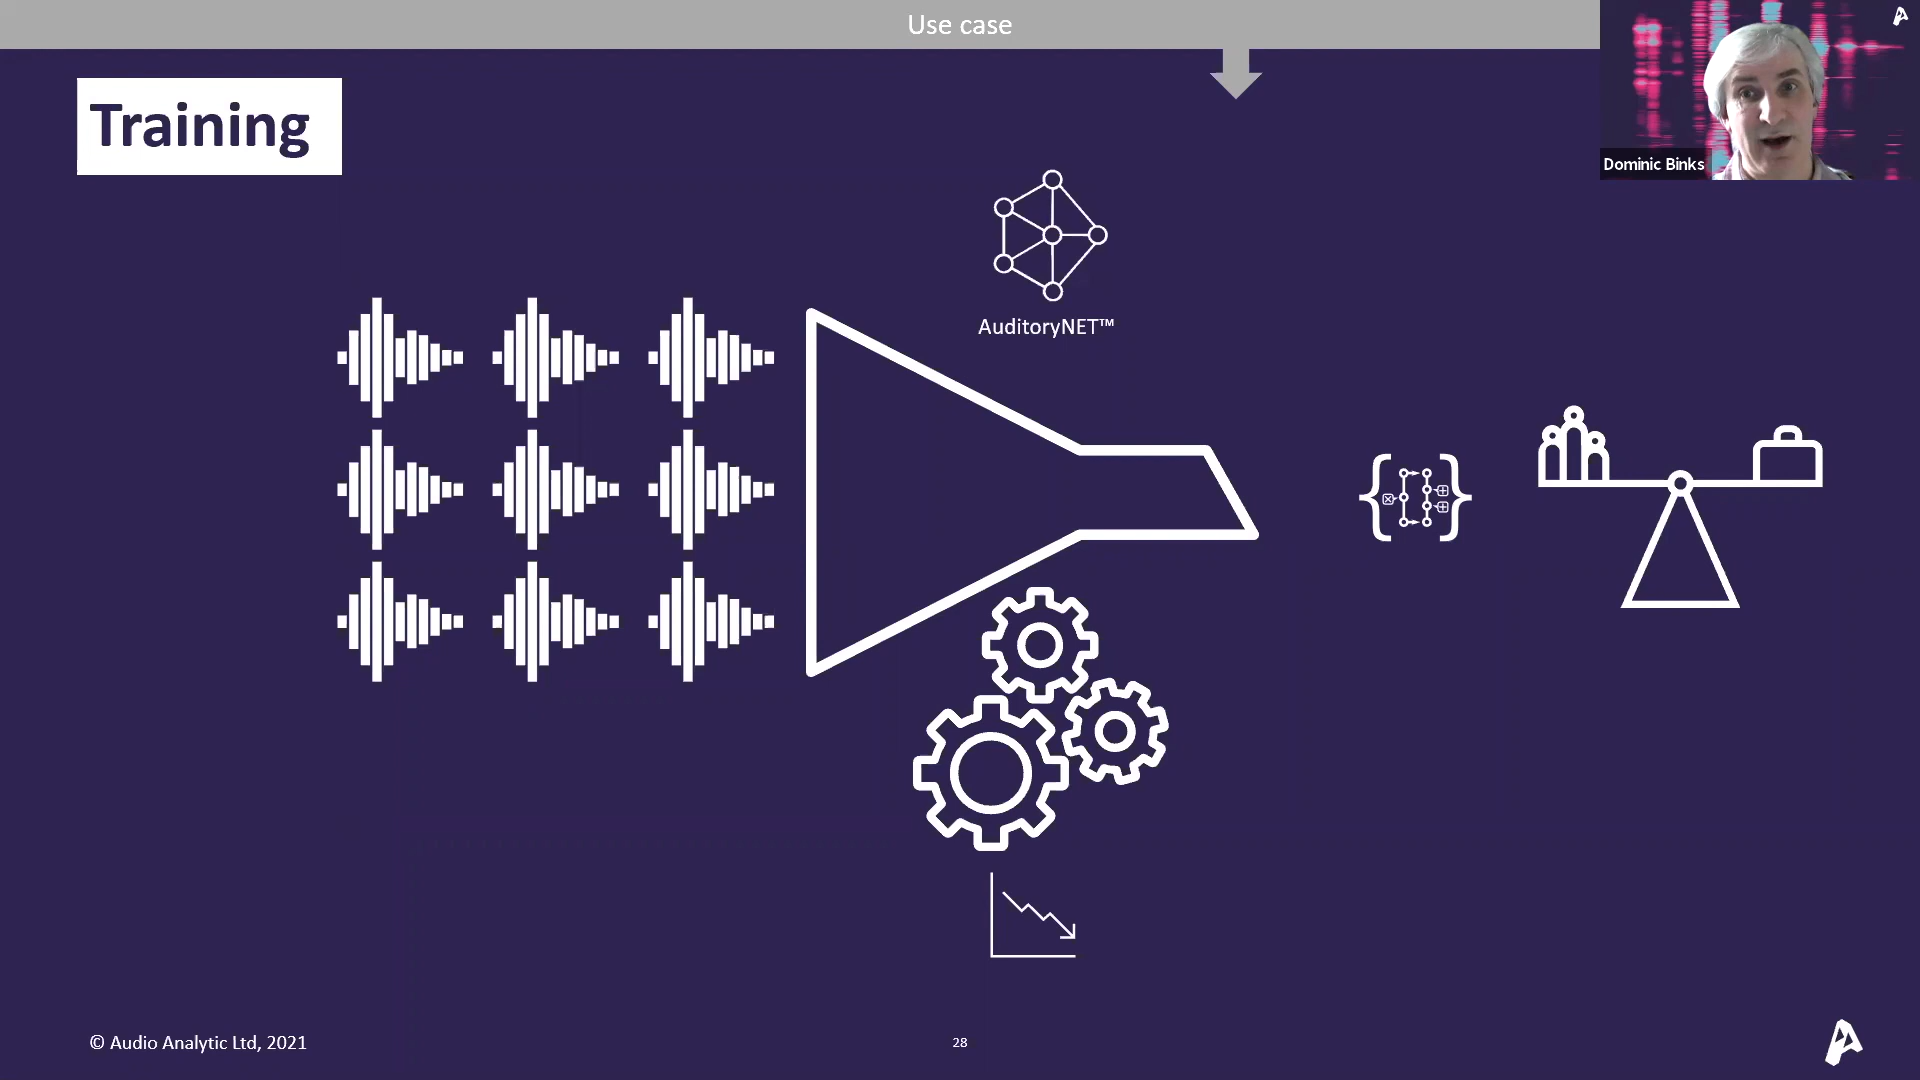 Use case
Training
Dominic Binks
AuditoryNET™
© Audio Analytic Ltd, 2021
28